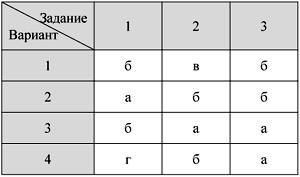 Задание
Вариант
1 2 3
1 б в б
2 а б б
3 б а а
4 г б а